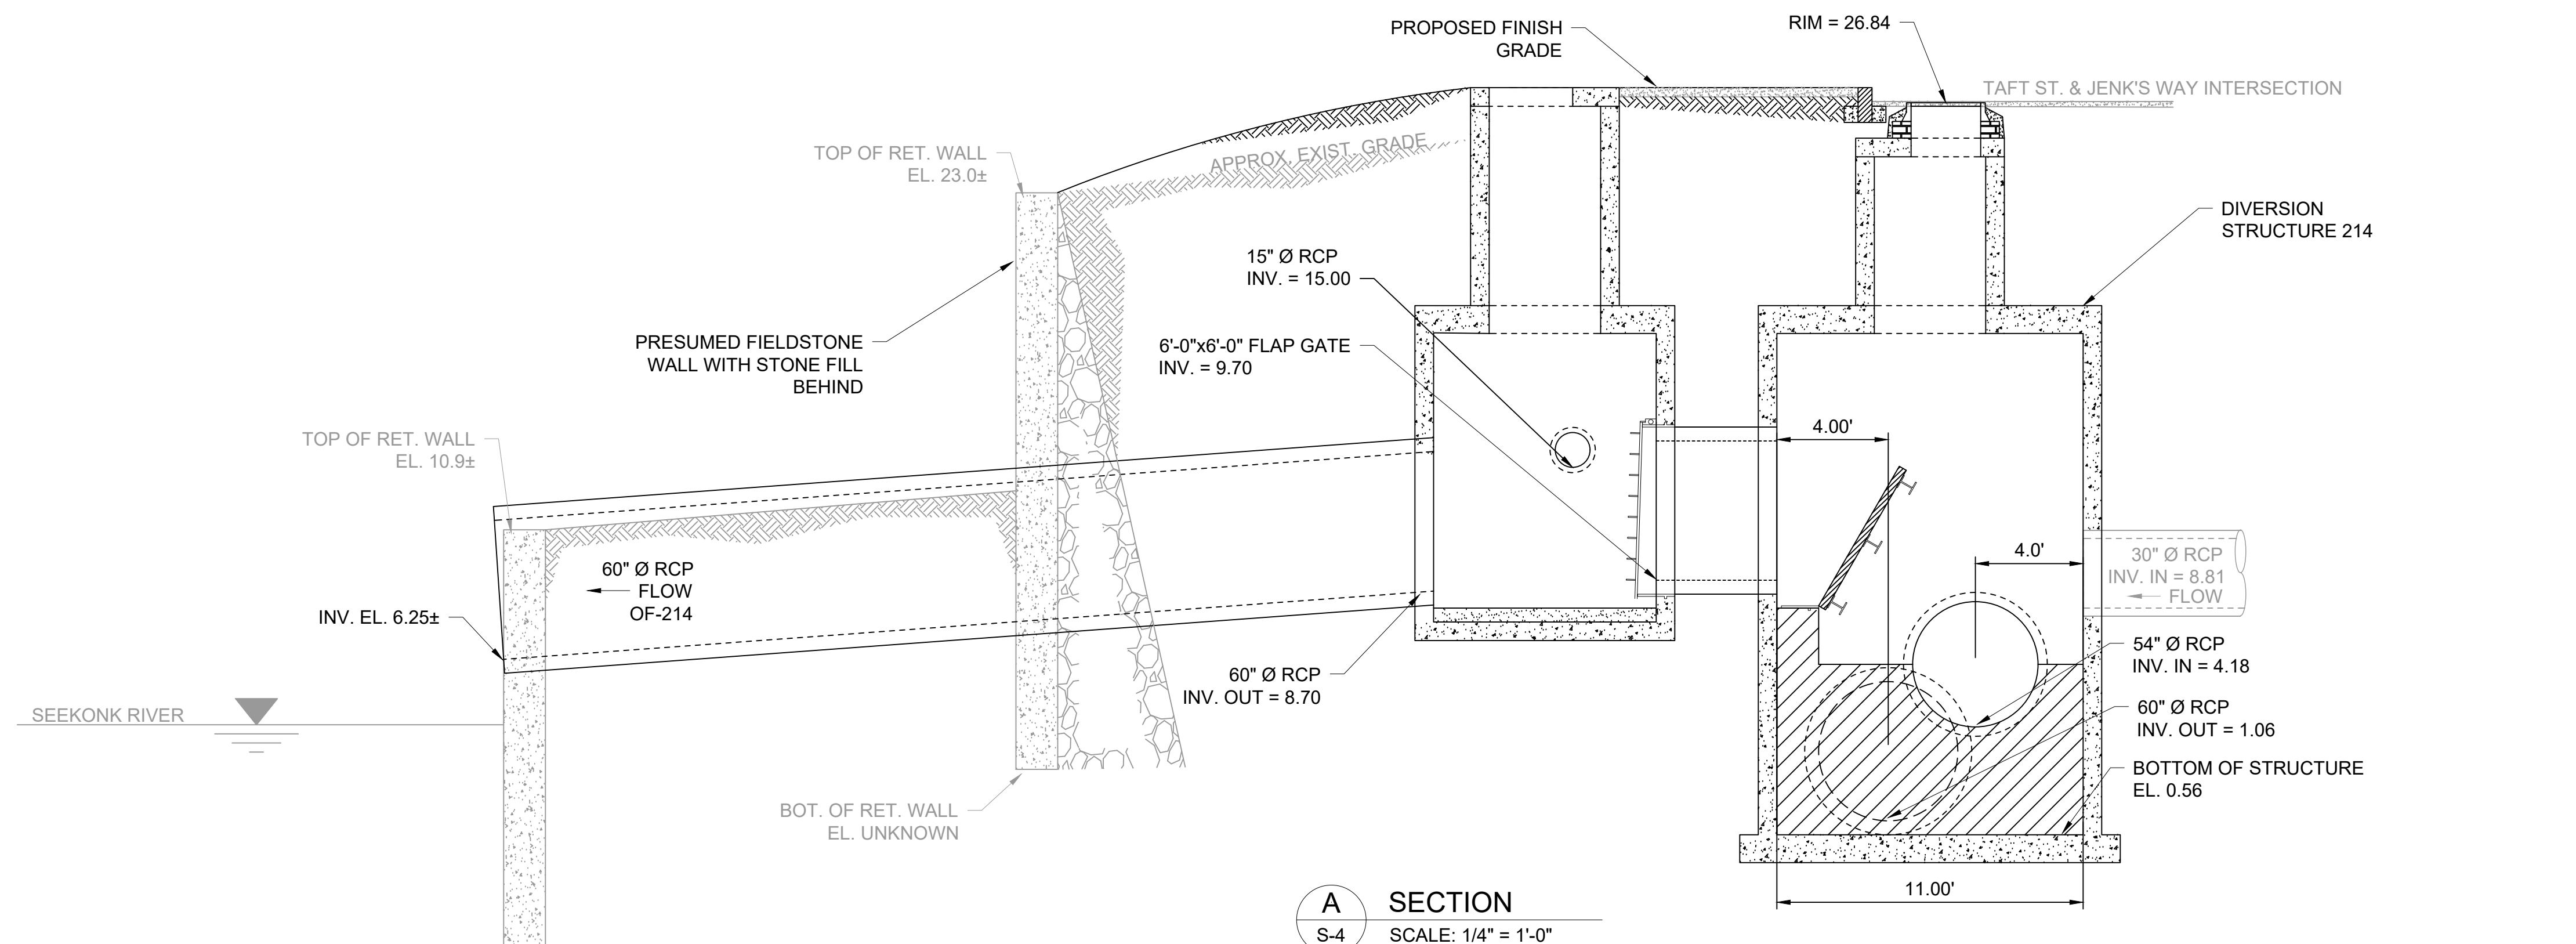 PROPOSED FINISH
GRADE
RIM = 26.84
TAFT ST. & JENK'S WAY INTERSECTION
TOP OF RET. WALL
EL. 23.0±
APPROX. EXIST. GRADE
DIVERSION
STRUCTURE 214
15" Ø RCP
INV. = 15.00
PRESUMED FIELDSTONE
WALL WITH STONE FILL
BEHIND
6'-0"x6'-0" FLAP GATE
INV. = 9.70
TOP OF RET. WALL
EL. 10.9±
4.00'
4.0'
30" Ø RCP
INV. IN = 8.81
FLOW
60" Ø RCP
FLOW
OF-214
INV. EL. 6.25±
54" Ø RCP
INV. IN = 4.18
60" Ø RCP
INV. OUT = 8.70
60" Ø RCP
INV. OUT = 1.06
SEEKONK RIVER
BOTTOM OF STRUCTURE
EL. 0.56
BOT. OF RET. WALL
EL. UNKNOWN
11.00'
A SECTION
S-4 SCALE: 1/4" = 1'-0"